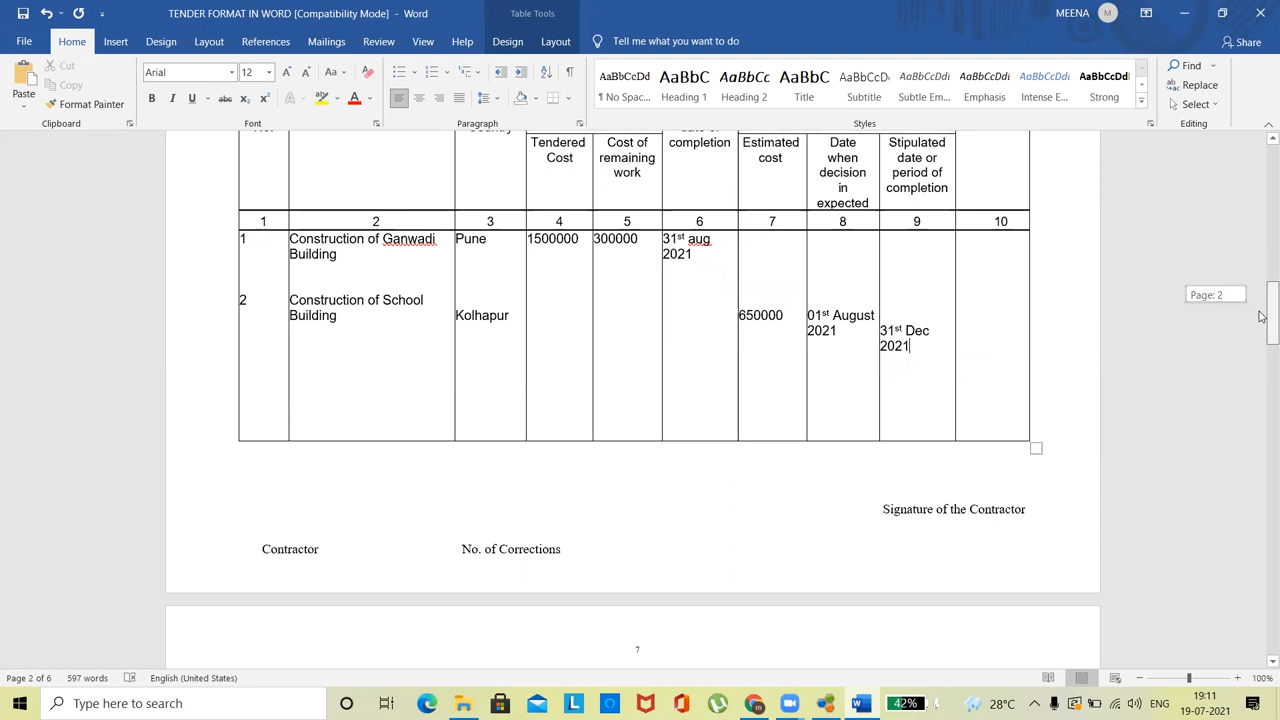 TENDER FORMAT IN WORD [Compatibility Mode] - Word
Table Tools
MEENA M
File Home Insert Design Layout References Mailings Review View Help Design Layout Tell me what you want to do Share
Paste
Cut
Copy
Format Painter
Clipboard
Arial 12
Font
Paragraph
AaBbCcDd AaBbC AaBbCc AaBbC AaBbCcD AaBbCcDd AaBbCcDd AaBbCcDd AaBbCcDd
¶ No Spac... Heading 1 Heading 2 Title Subtitle Subtle Em... Emphasis Intense E... Strong
Styles
Find
Replace
Select
Editing
Tendered Cost
Cost of remaining work
completion
Estimated cost
Date when decision in expected
Stipulated date or period of completion
1 2 3 4 5 6 7 8 9 10
1 Construction of Ganwadi Building Pune 1500000 300000 31st aug 2021
2 Construction of School Building Kolhapur 650000 01st August 2021 31st Dec 2021
Page: 2
Signature of the Contractor
Contractor No. of Corrections
7
Page 2 of 6 597 words English (United States) 100%
Type here to search
42% 28°C ENG 19:11
19-07-2021